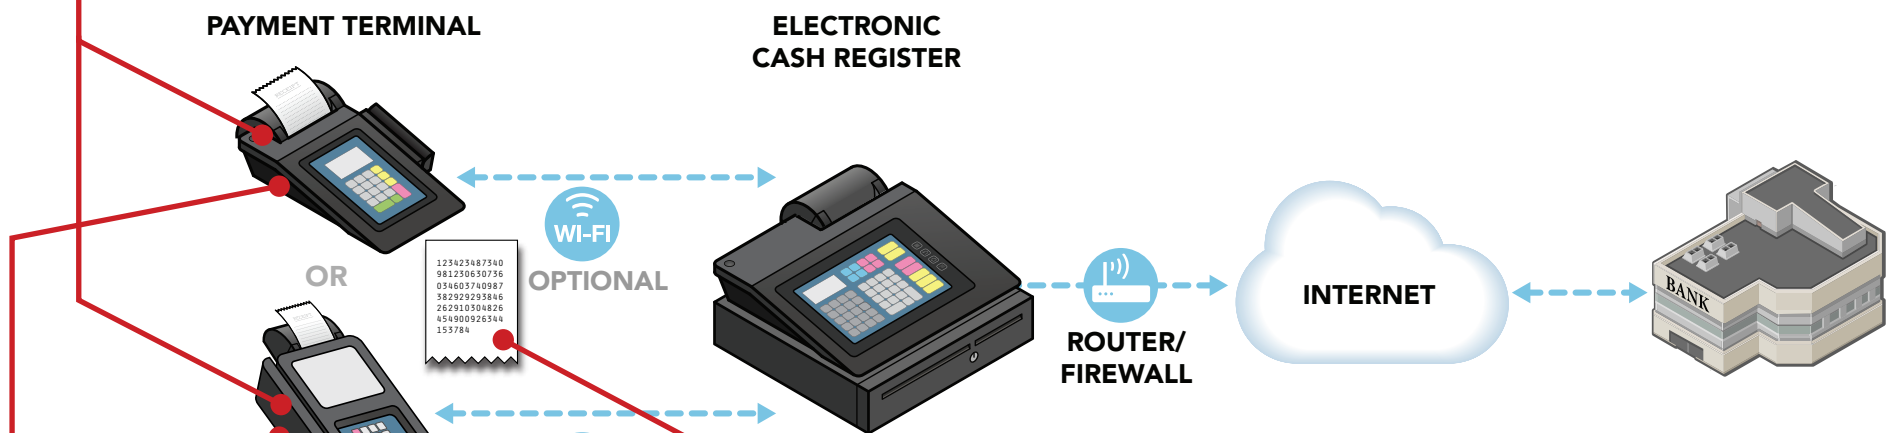 PAYMENT TERMINAL
ELECTRONIC
CASH REGISTER
RECEIPT
WI-FI
OPTIONAL
OR
123423487340
981230630736
034603740987
382929293846
262910304826
454900926344
153784
ROUTER/
FIREWALL
INTERNET
BANK